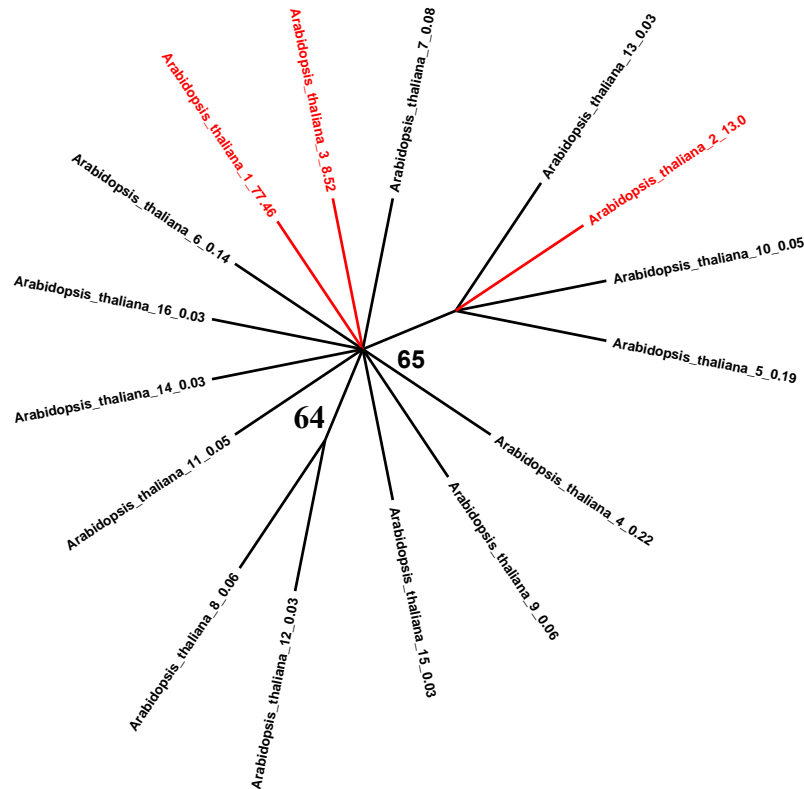 Arabidopsis_thaliana_7_0.08
Arabidopsis_thaliana_3_8.52
Arabidopsis_thaliana_13_0.03
Arabidopsis_thaliana_1_77.46
Arabidopsis_thaliana_2_13.0
Arabidopsis_thaliana_6_0.14
Arabidopsis_thaliana_10_0.05
Arabidopsis_thaliana_16_0.03
Arabidopsis_thaliana_5_0.19
65
Arabidopsis_thaliana_14_0.03
64
Arabidopsis_thaliana_11_0.05
Arabidopsis_thaliana_4_0.22
Arabidopsis_thaliana_9_0.06
Arabidopsis_thaliana_15_0.03
Arabidopsis_thaliana_8_0.06
Arabidopsis_thaliana_12_0.03